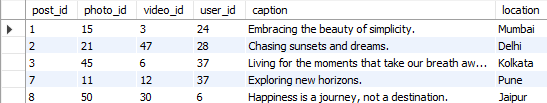 post_id photo_id video_id user_id caption location
1 15 3 24 Embracing the beauty of simplicity. Mumbai
2 21 47 28 Chasing sunsets and dreams. Delhi
3 45 6 37 Living for the moments that take our breath aw... Kolkata
7 11 12 37 Exploring new horizons. Pune
8 50 30 6 Happiness is a journey, not a destination. Jaipur